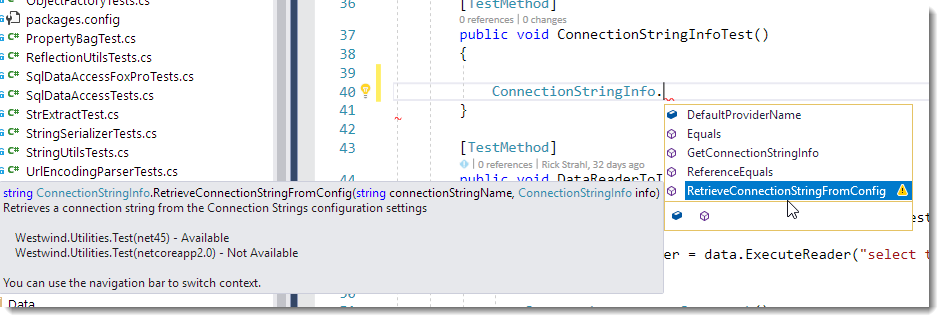 ObjectFactoryTests.cs
packages.config
PropertyBagTest.cs
ReflectionUtilsTests.cs
SqlDataAccessFoxProTests.cs
SqlDataAccessTests.cs
StrExtractTest.cs
StringSerializerTests.cs
StringUtilsTests.cs
UrlEncodingParserTests.cs
Data
36 [TestMethod]
0 references | 0 changes
37 public void ConnectionStringInfoTest()
38 {
39
40 ConnectionStringInfo.
41 }
42
43 [TestMethod]
0 references | Rick Strahl, 32 days ago
public void DataReaderToI
er = data.ExecuteReader("select t
DefaultProviderName
Equals
GetConnectionStringInfo
ReferenceEquals
RetrieveConnectionStringFromConfig
string ConnectionStringInfo.RetrieveConnectionStringFromConfig(string connectionStringName, ConnectionStringInfo info)
Retrieves a connection string from the Connection Strings configuration settings
Westwind.Utilities.Test(net45) - Available
Westwind.Utilities.Test(netcoreapp2.0) - Not Available
You can use the navigation bar to switch context.